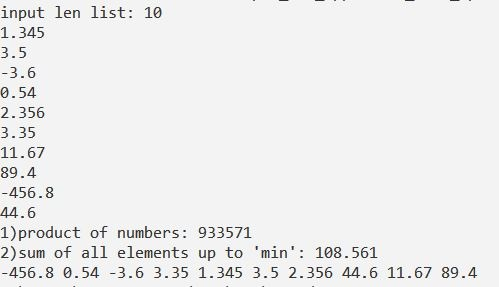 input len list: 10
1.345
3.5
-3.6
0.54
2.356
3.35
11.67
89.4
-456.8
44.6
1)product of numbers: 933571
2)sum of all elements up to 'min': 108.561
-456.8 0.54 -3.6 3.35 1.345 3.5 2.356 44.6 11.67 89.4